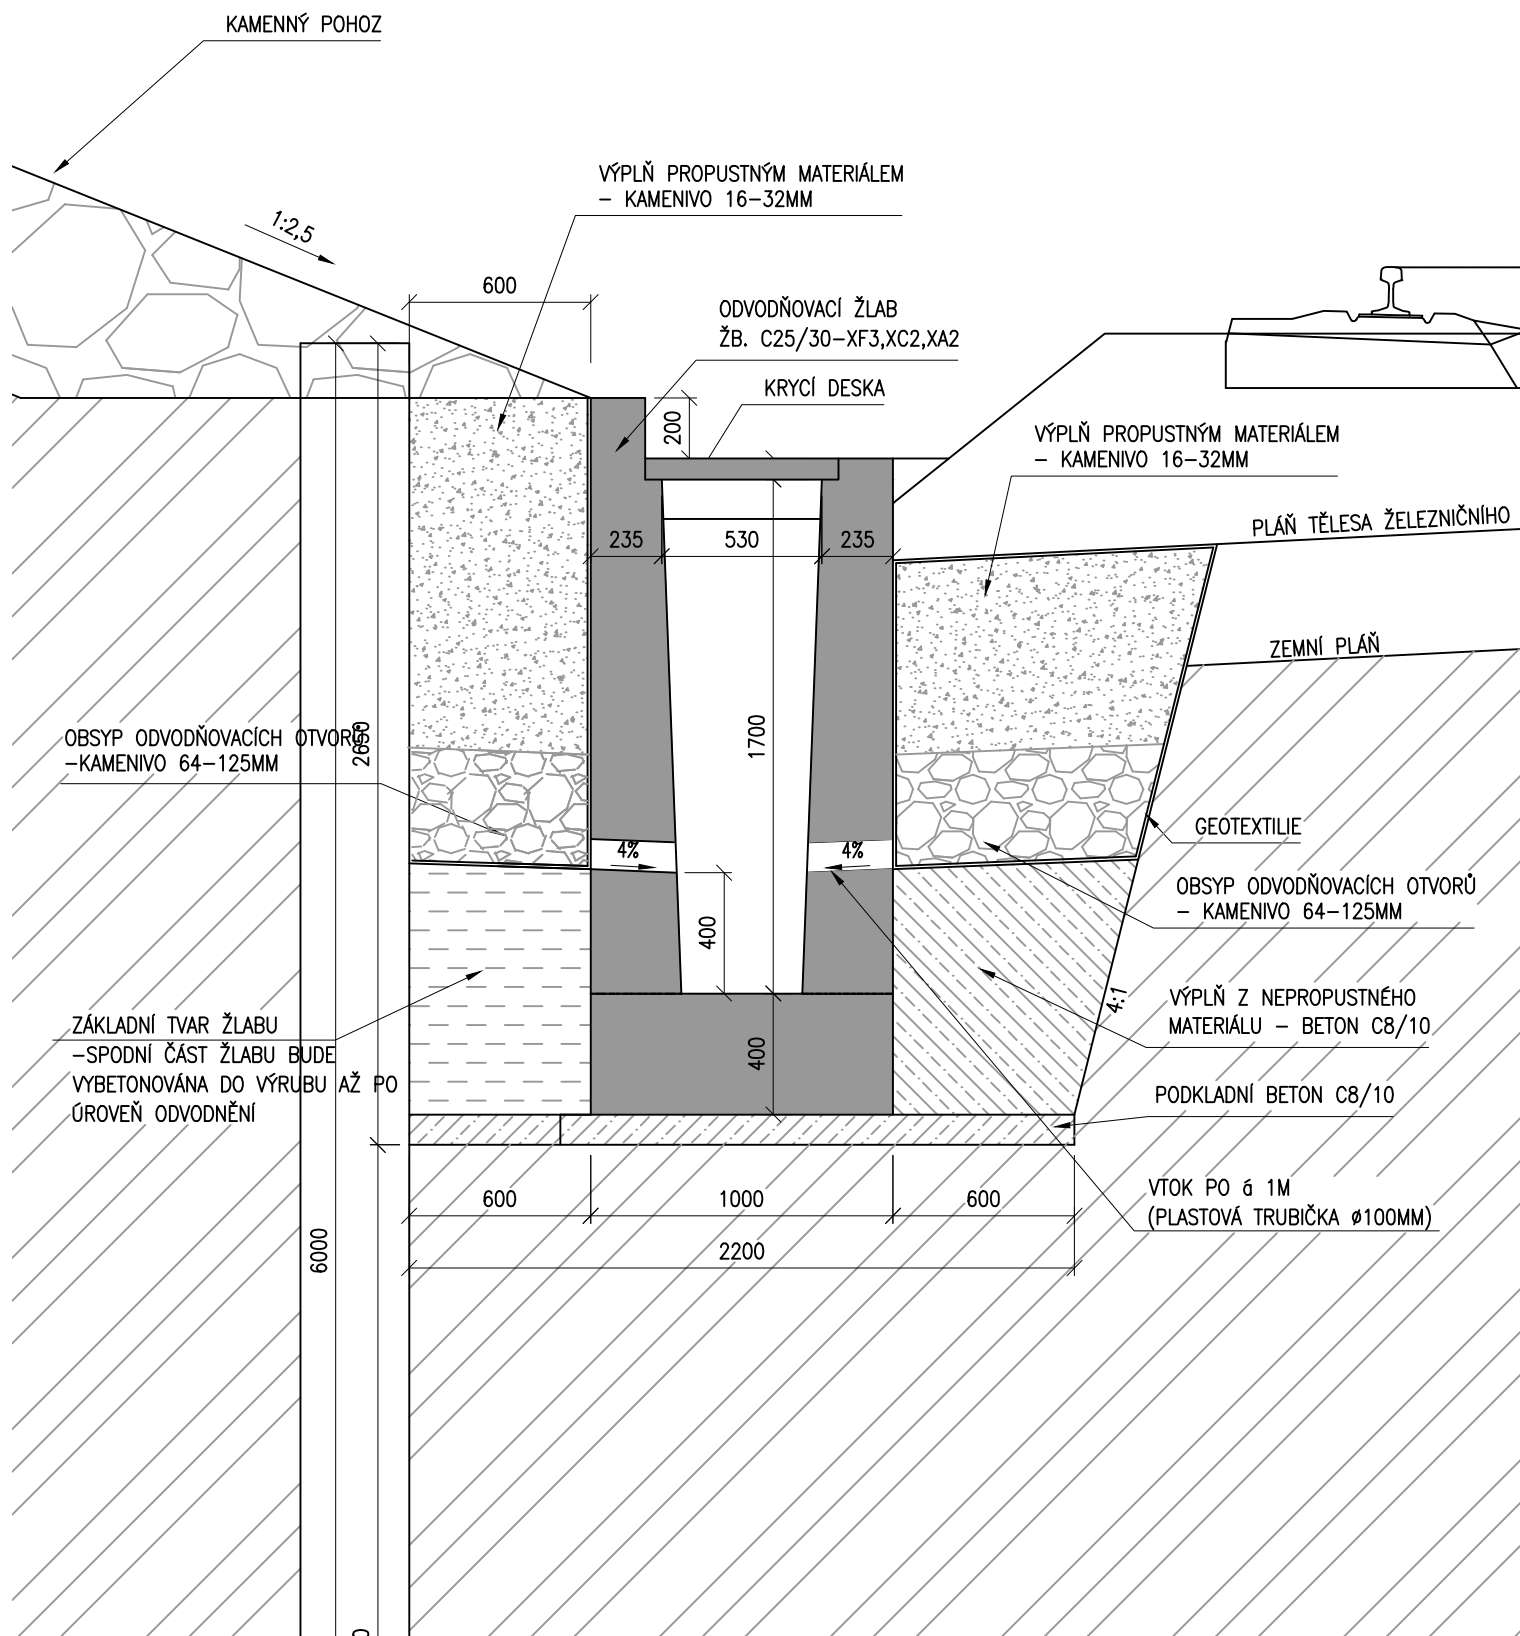 KAMENNÝ POHOZ
VÝPLŇ PROPUSTNÝM MATERIÁLEM
- KAMENIVO 16-32MM
1:2,5
600
ODVODŇOVACÍ ŽLAB
ŽB. C25/30-XF3,XC2,XA2
KRYCÍ DESKA
200
VÝPLŇ PROPUSTNÝM MATERIÁLEM
- KAMENIVO 16-32MM
PLÁŇ TĚLESA ŽELEZNIČNÍHO
235
530
235
ZEMNÍ PLÁŇ
OBSYP ODVODŇOVACÍCH OTVORŮ
-KAMENIVO 64-125MM
2650
1700
GEOTEXTILIE
4%
4%
OBSYP ODVODŇOVACÍCH OTVORŮ
- KAMENIVO 64-125MM
400
4:1
VÝPLŇ Z NEPROPUSTNÉHO
MATERIÁLU - BETON C8/10
ZÁKLADNÍ TVAR ŽLABU
-SPODNÍ ČÁST ŽLABU BUDE
VYBETONOVÁNA DO VÝRUBU AŽ PO
ÚROVEŇ ODVODNĚNÍ
400
PODKLADNÍ BETON C8/10
600
1000
600
VTOK PO á 1M
(PLASTOVÁ TRUBIČKA ø100MM)
6000
2200